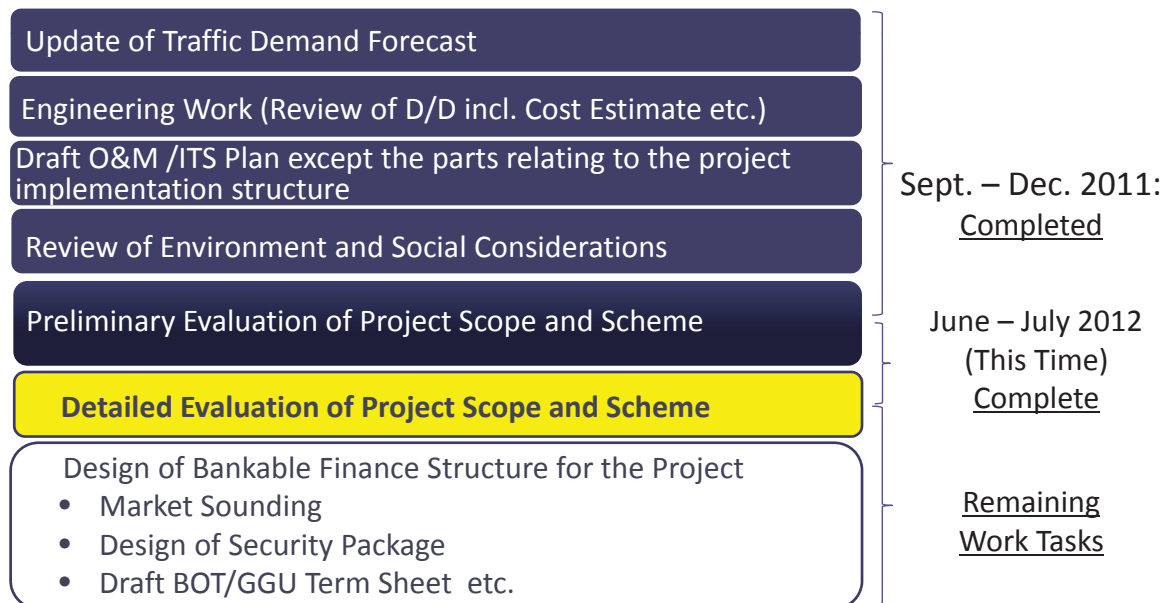 Update of Traffic Demand Forecast
Engineering Work (Review of D/D incl. Cost Estimate etc.)
Draft O&M /ITS Plan except the parts relating to the project
implementation structure
Review of Environment and Social Considerations
Sept. – Dec. 2011:
Completed
Preliminary Evaluation of Project Scope and Scheme
Detailed Evaluation of Project Scope and Scheme
June – July 2012
(This Time)
Complete
Design of Bankable Finance Structure for the Project
• Market Sounding
• Design of Security Package
• Draft BOT/GGU Term Sheet etc.
Remaining
Work Tasks